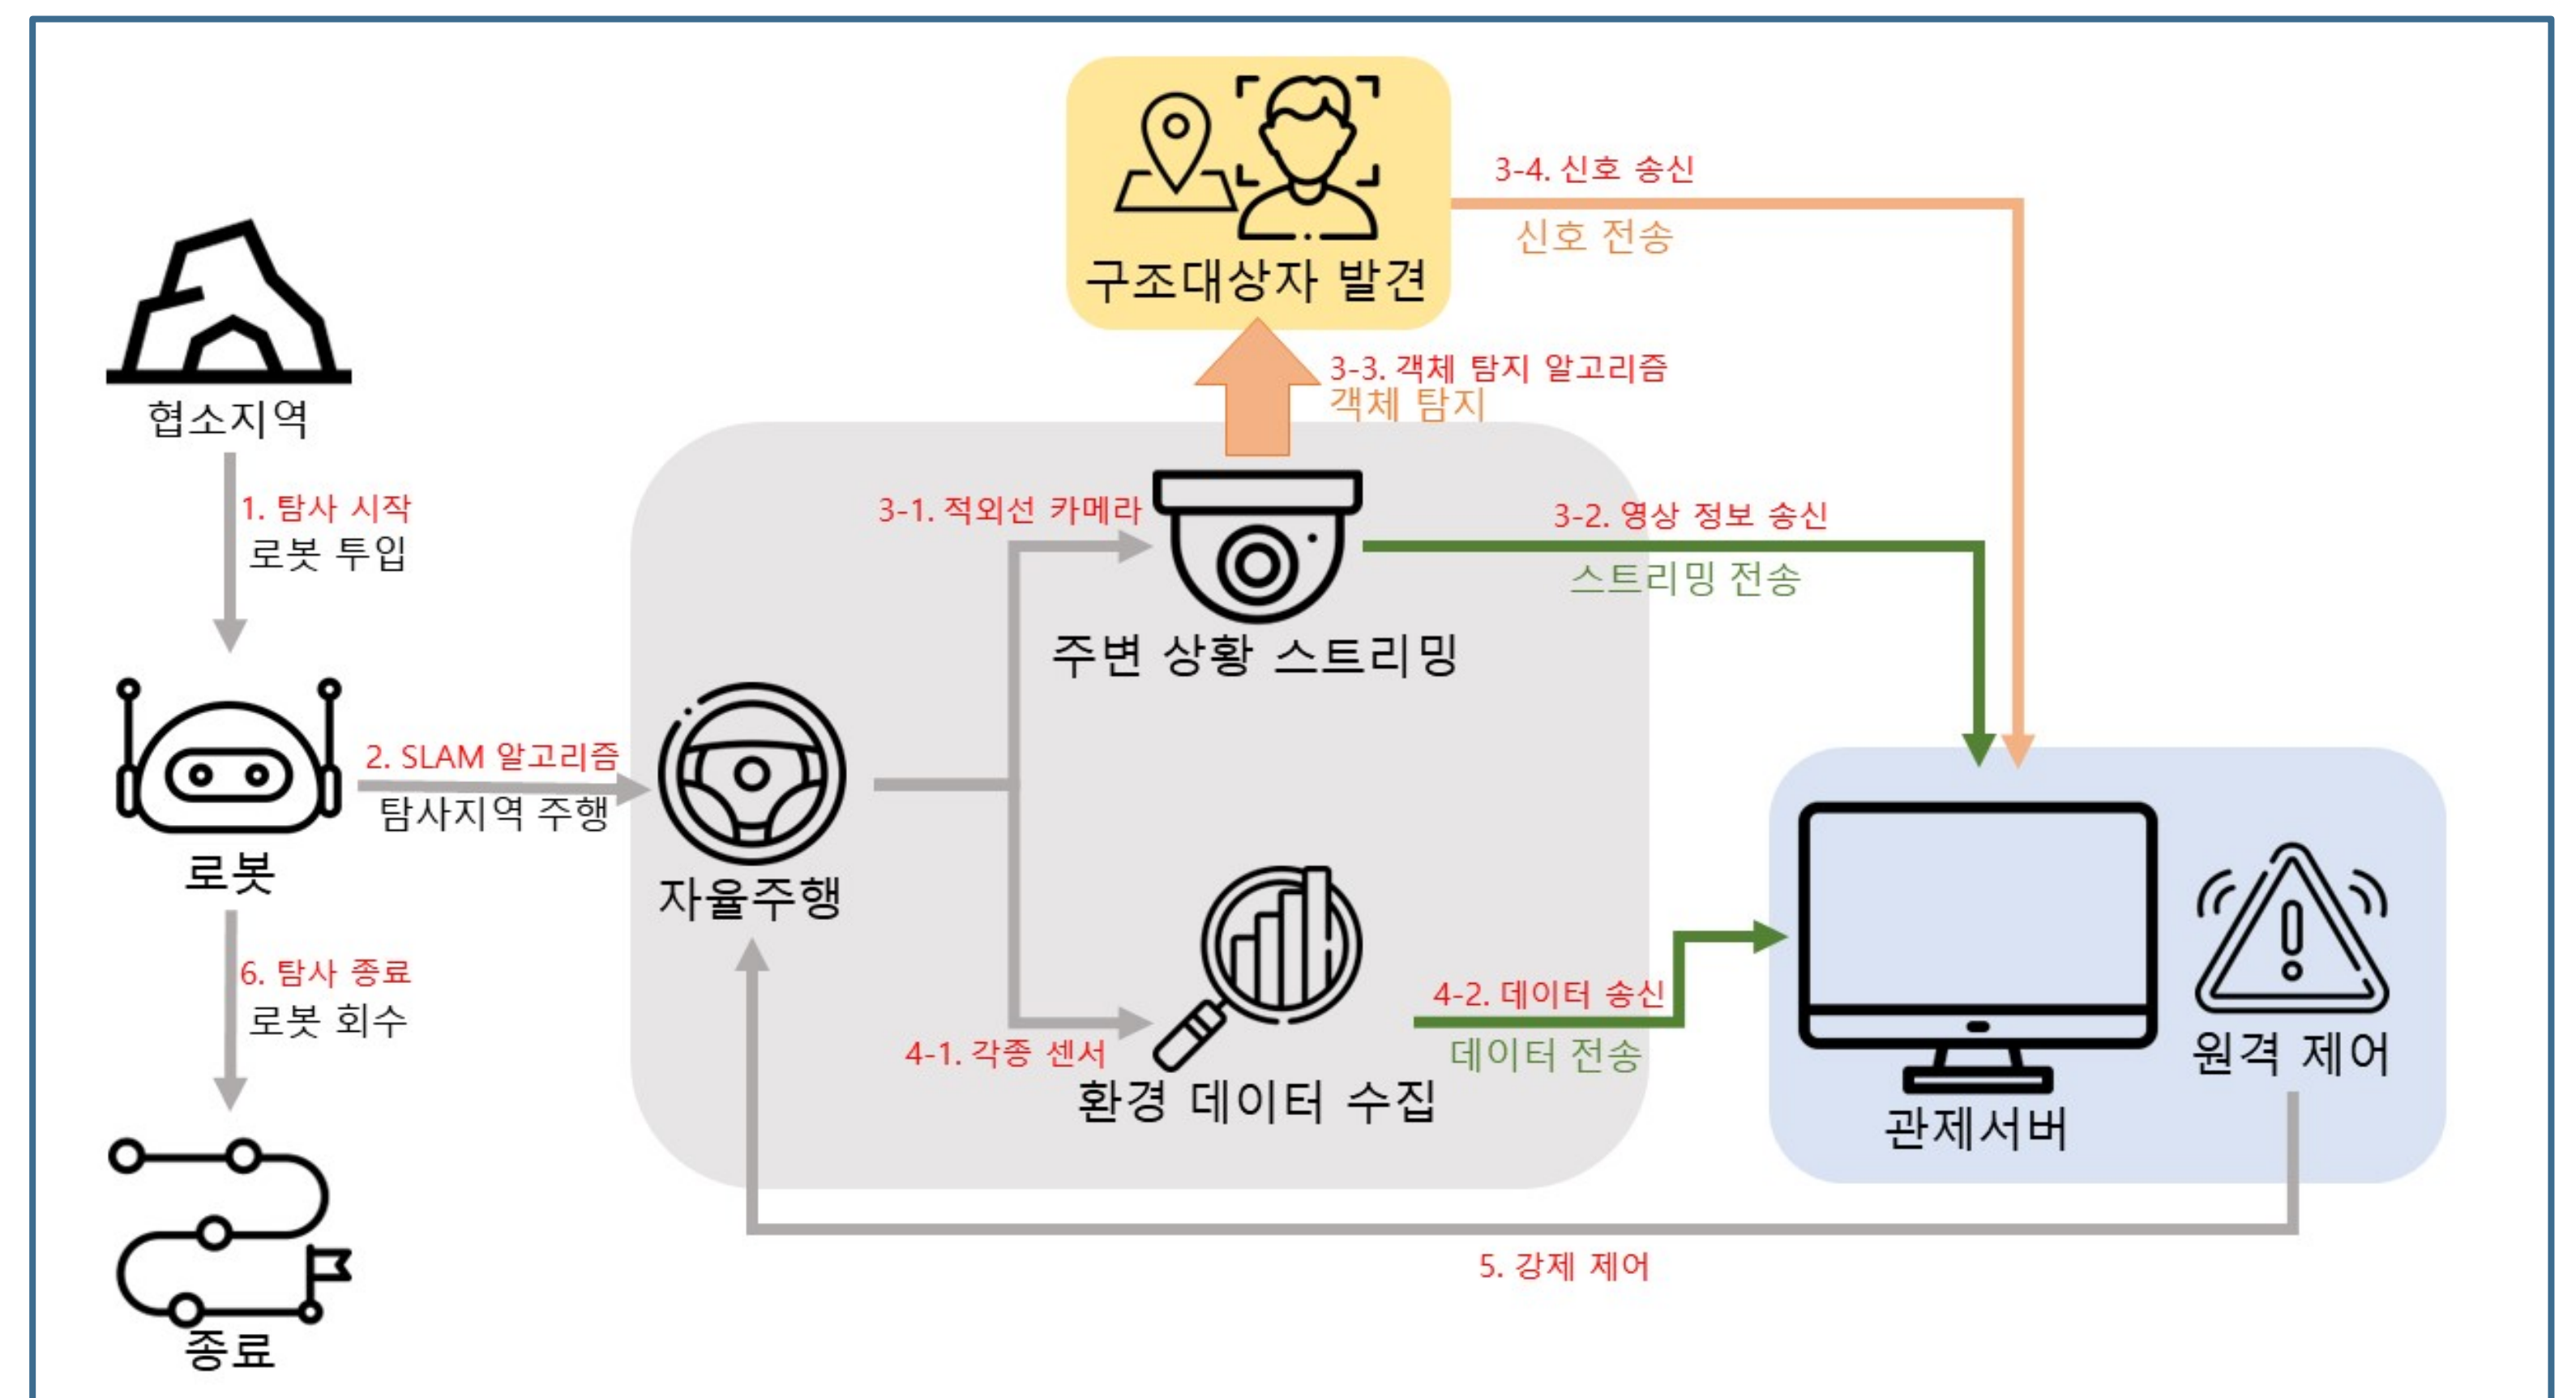 구조대상자 발견
3-4. 신호 송신
신호 전송
3-3. 객체 탐지 알고리즘
객체 탐지
협소지역
1. 탐사 시작
로봇 투입
3-1. 적외선 카메라
3-2. 영상 정보 송신
스트리밍 전송
주변 상황 스트리밍
2. SLAM 알고리즘
탐사지역 주행
로봇
자율주행
6. 탐사 종료
로봇 회수
4-1. 각종 센서
4-2. 데이터 송신
데이터 전송
환경 데이터 수집
원격 제어
관제서버
5. 강제 제어
종료